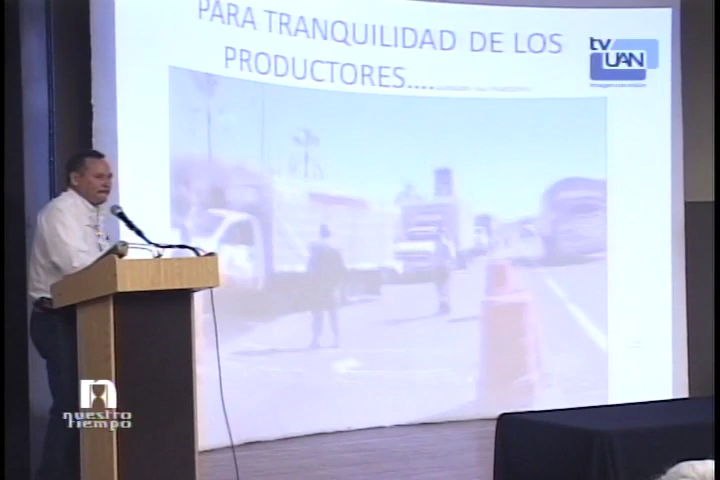 PARA TRANQUILIDAD DE LOS
PRODUCTORES....
tv
UAN
n
nuestro
tiempo